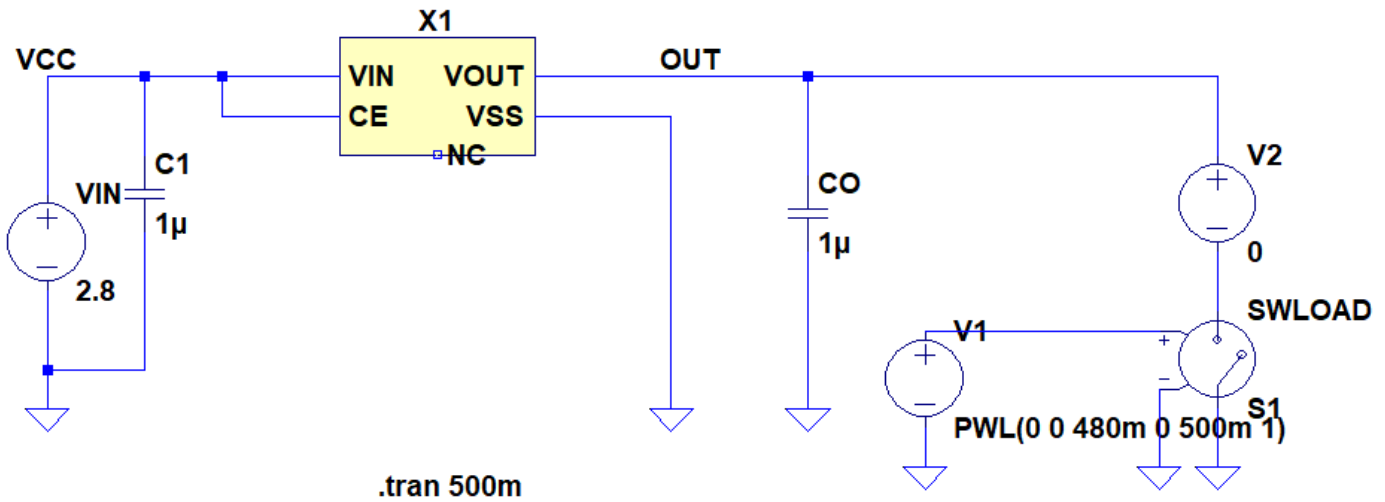 X1
VCC
OUT
VIN VOUT
CE VSS
NC
C1
VIN
1µ
2.8
CO
1µ
V2
0
SWLOAD
V1
S1
PWL(0 0 480m 0 500m 1)
.tran 500m